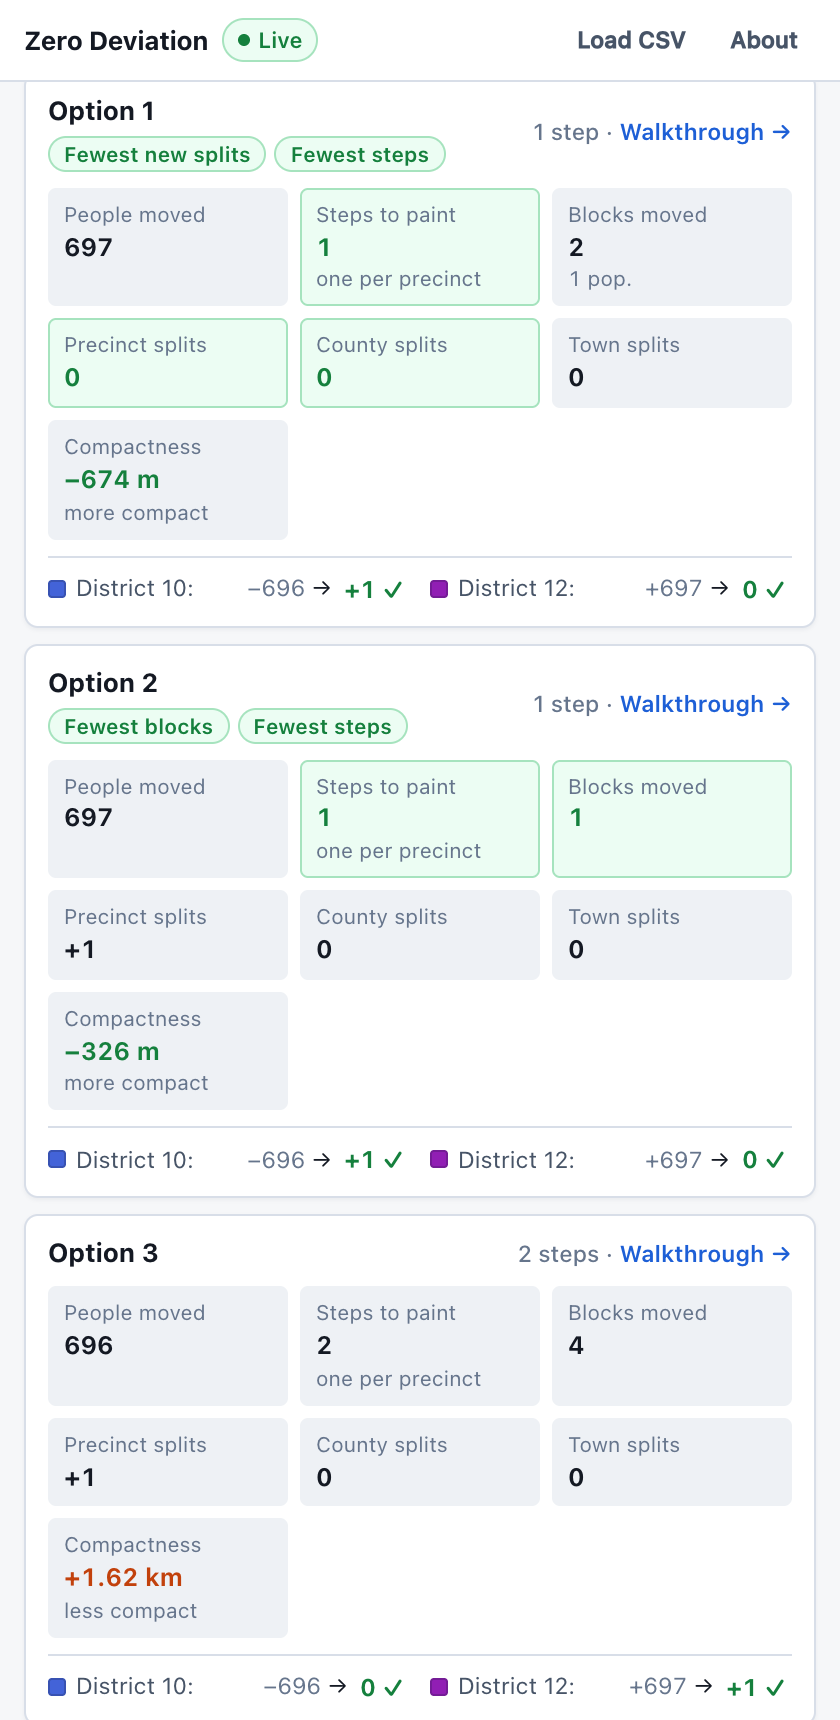 Zero Deviation Live Load CSV About
Option 1
1 step · Walkthrough →
Fewest new splits Fewest steps
People moved Steps to paint Blocks moved
697 1 2
one per precinct 1 pop.
Precinct splits County splits Town splits
0 0 0
Compactness
−674 m
more compact
District 10: −696 → +1 ✓ District 12: +697 → 0 ✓
Option 2
1 step · Walkthrough →
Fewest blocks Fewest steps
People moved Steps to paint Blocks moved
697 1 1
one per precinct
Precinct splits County splits Town splits
+1 0 0
Compactness
−326 m
more compact
District 10: −696 → +1 ✓ District 12: +697 → 0 ✓
Option 3 2 steps · Walkthrough →
People moved Steps to paint Blocks moved
696 2 4
one per precinct
Precinct splits County splits Town splits
+1 0 0
Compactness
+1.62 km
less compact
District 10: −696 → 0 ✓ District 12: +697 → +1 ✓